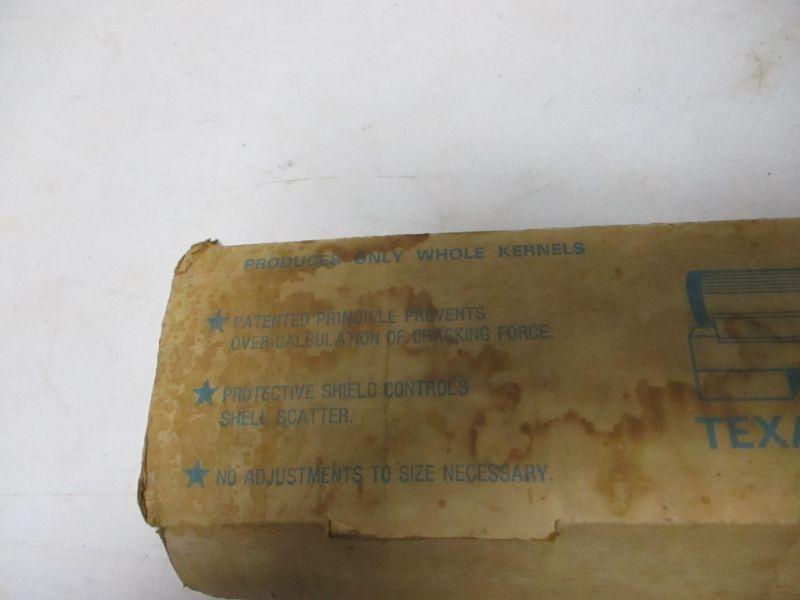 PRODUCES ONLY WHOLE KERNELS
★ PATENTED PRINCIPLE PREVENTS
OVER-CALCULATION OF CRACKING FORCE.
★ PROTECTIVE SHIELD CONTROLS
SHELL SCATTER.
★ NO ADJUSTMENTS TO SIZE NECESSARY.
TEXA